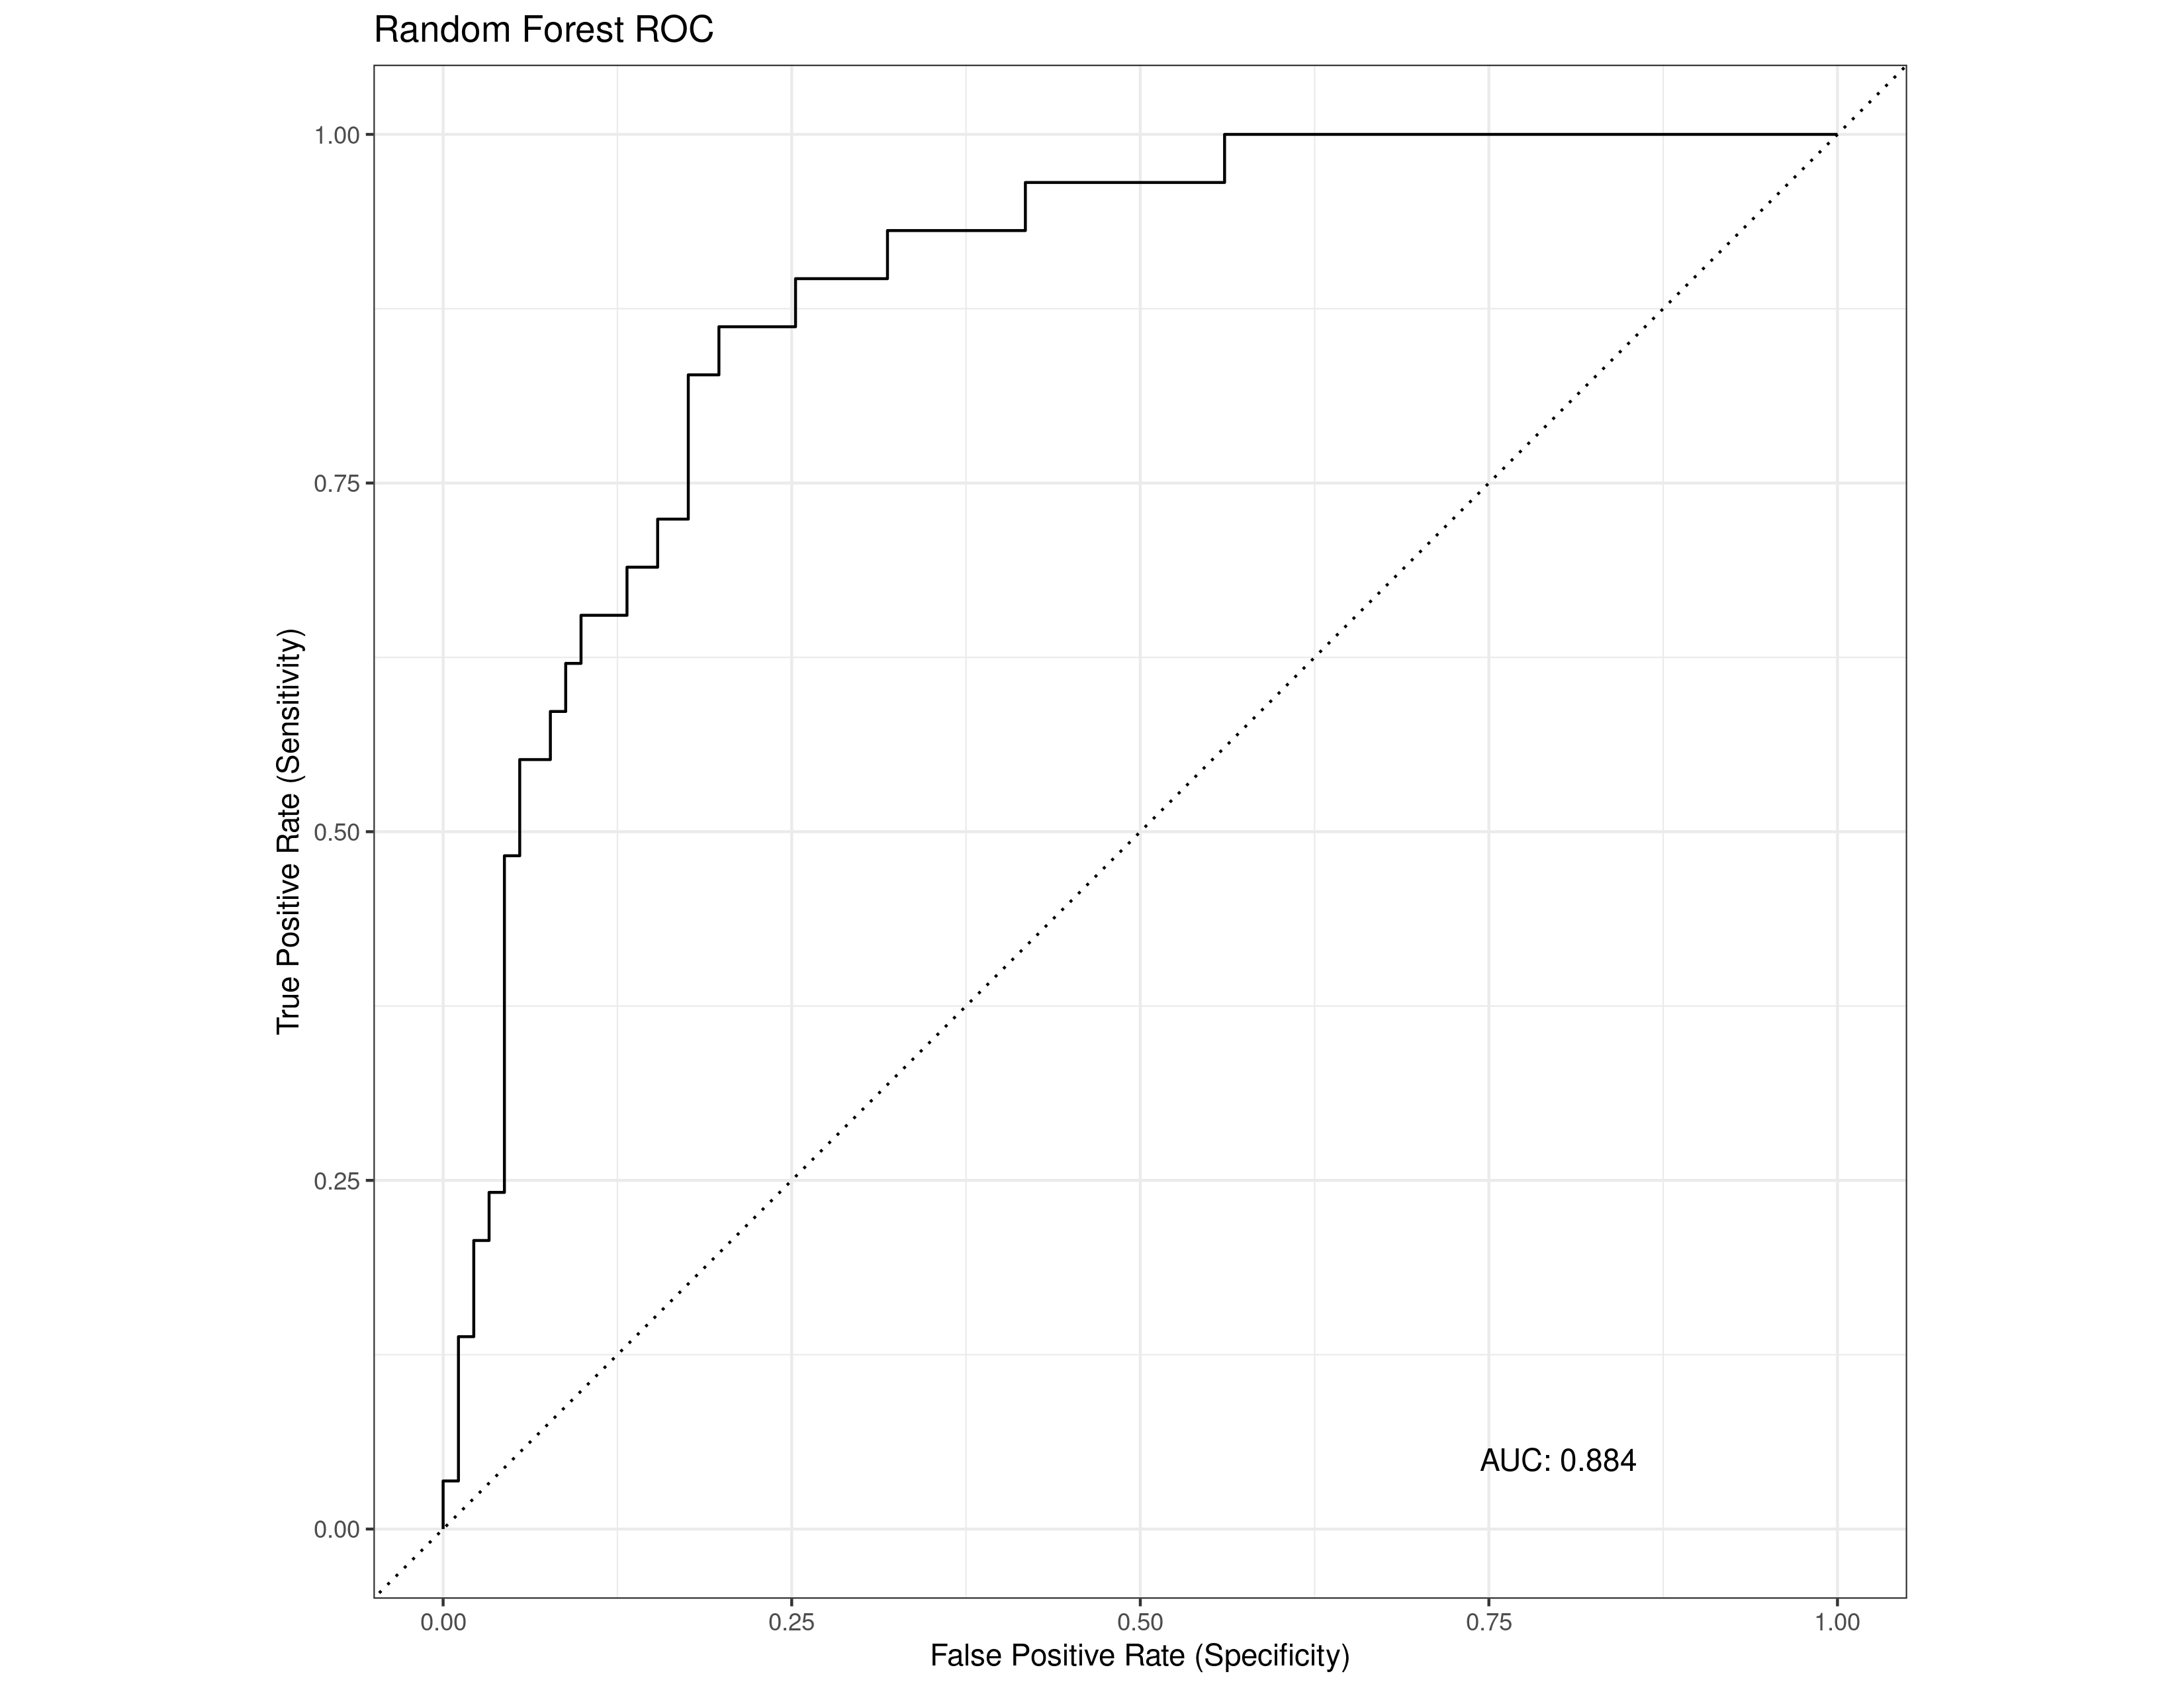 Random Forest ROC
1.00
0.75
0.50
0.25
0.00
True Positive Rate (Sensitivity)
AUC: 0.884
0.00 0.25 0.50 0.75 1.00
False Positive Rate (Specificity)